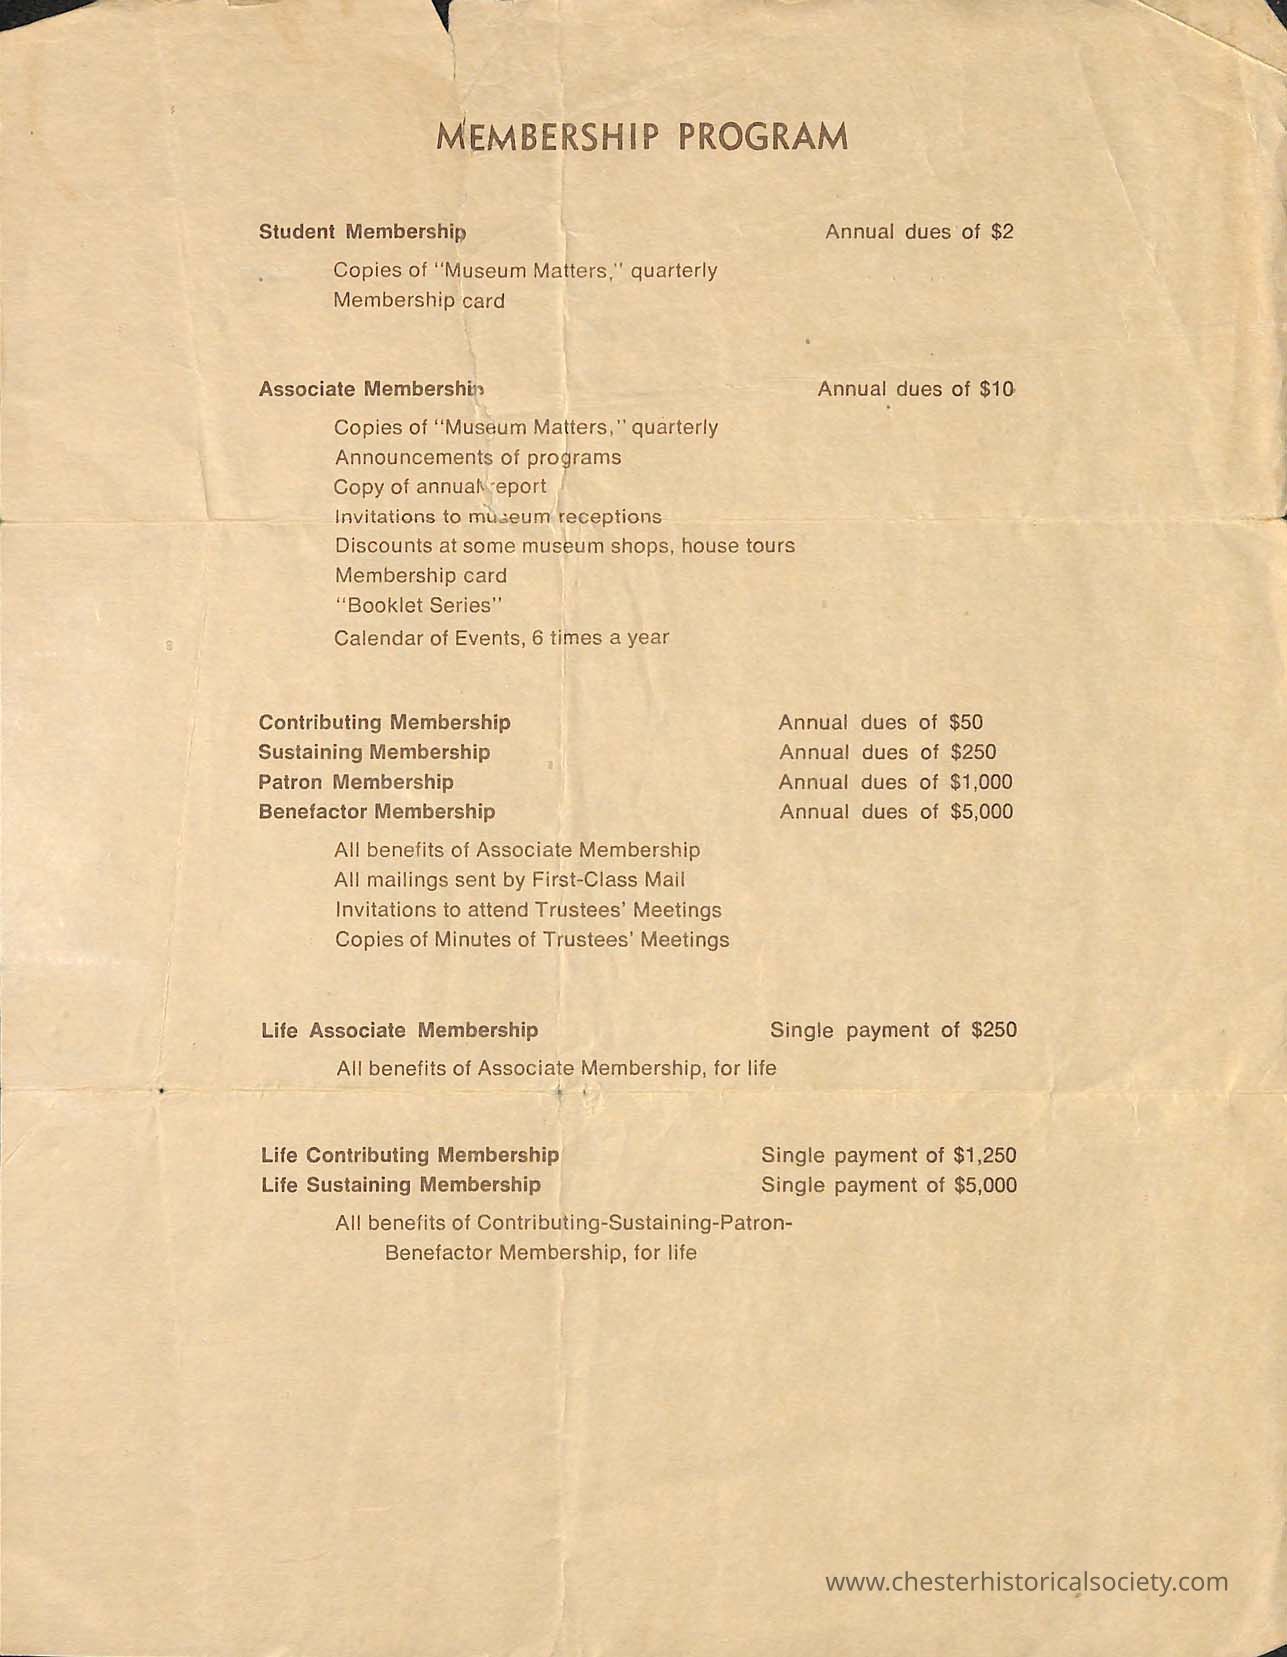 MEMBERSHIP PROGRAM
Student Membership Annual dues of $2
Copies of "Museum Matters," quarterly
Membership card
Associate Membership Annual dues of $10
Copies of "Museum Matters," quarterly
Announcements of programs
Copy of annual report
Invitations to museum receptions
Discounts at some museum shops, house tours
Membership card
"Booklet Series"
Calendar of Events, 6 times a year
Contributing Membership Annual dues of $50
Sustaining Membership Annual dues of $250
Patron Membership Annual dues of $1,000
Benefactor Membership Annual dues of $5,000
All benefits of Associate Membership
All mailings sent by First-Class Mail
Invitations to attend Trustees' Meetings
Copies of Minutes of Trustees' Meetings
Life Associate Membership Single payment of $250
All benefits of Associate Membership, for life
Life Contributing Membership Single payment of $1,250
Life Sustaining Membership Single payment of $5,000
All benefits of Contributing-Sustaining-Patron-
Benefactor Membership, for life
www.chesterhistoricalsociety.com